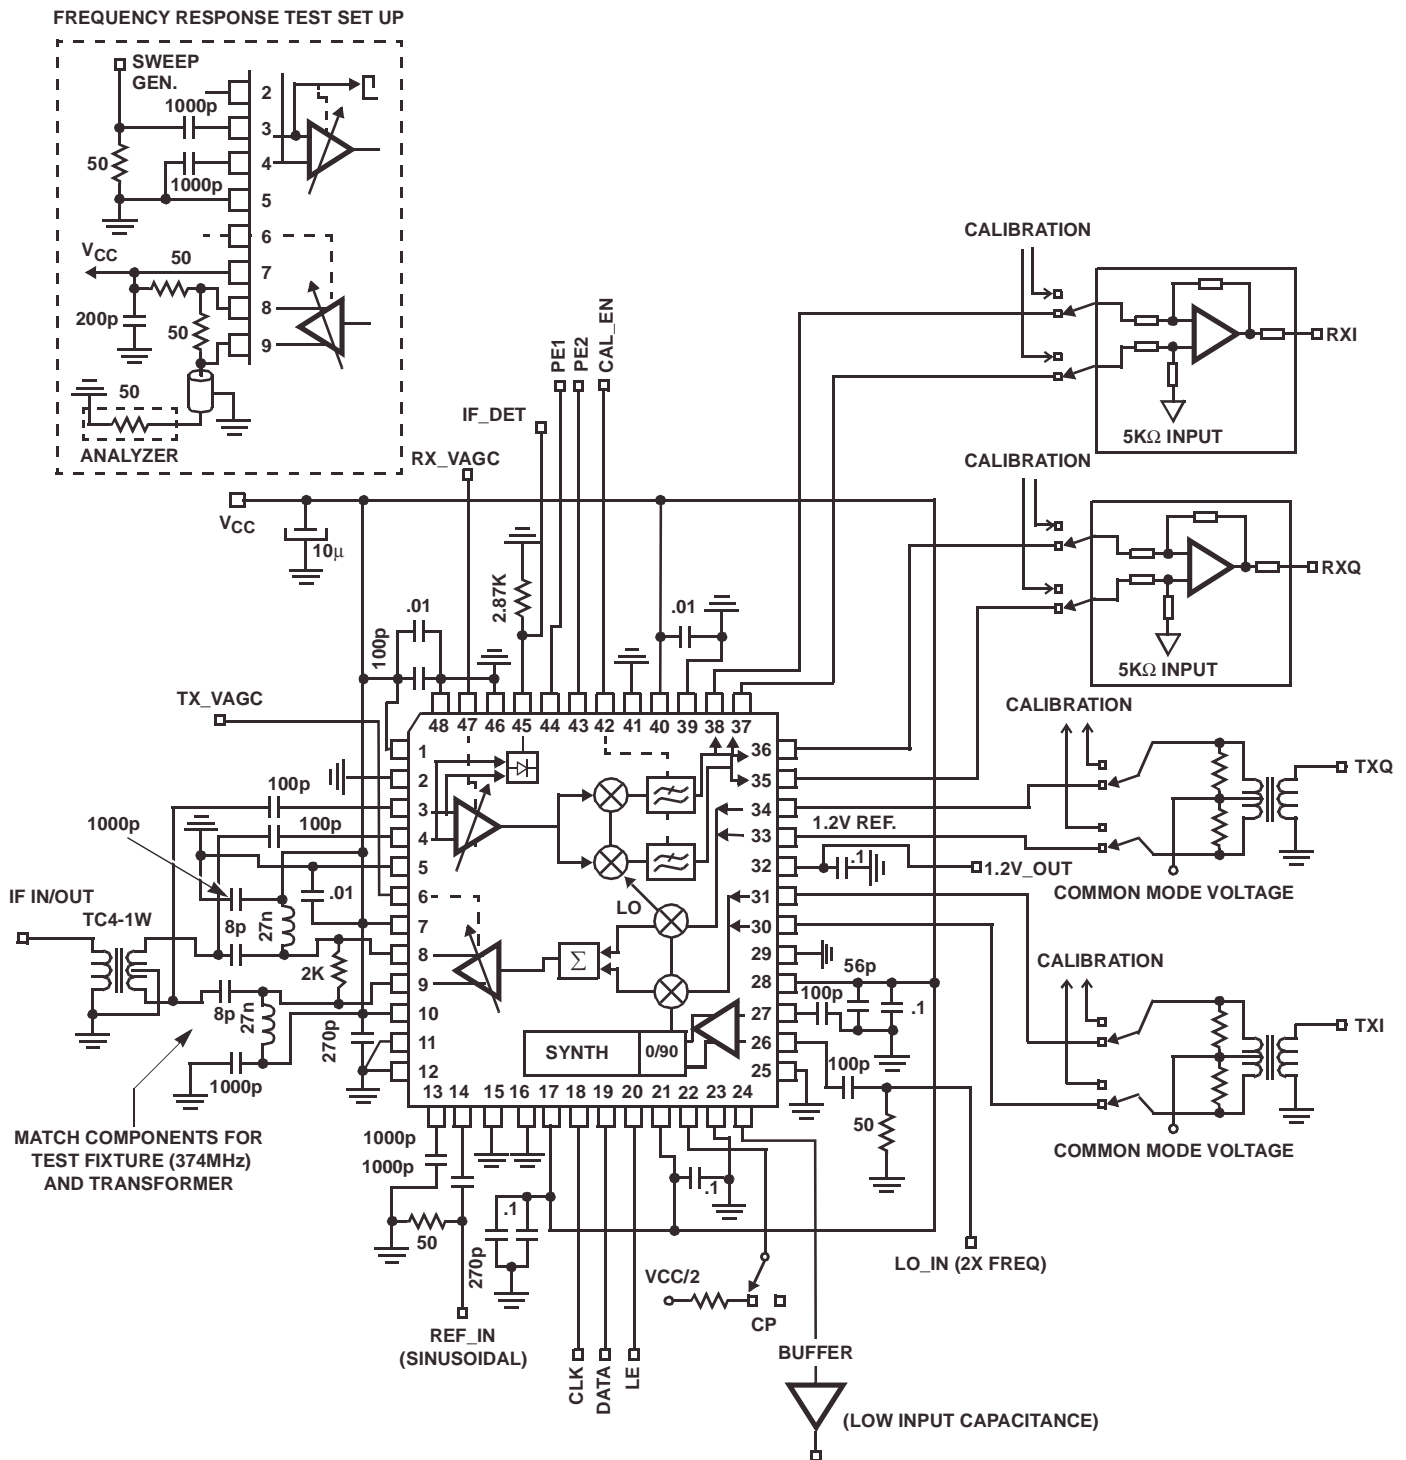 FREQUENCY RESPONSE TEST SET UP
SWEEP
GEN.
1000p
2
3
50
4
1000p
5
6
VCC
50
7
200p
8
50
9
50
ANALYZER
CALIBRATION
RXI
5KΩ INPUT
CALIBRATION
RXQ
5KΩ INPUT
PE1
PE2
CAL_EN
IF_DET
RX_VAGC
VCC
10μ
2.87K
.01
100p
.01
TX_VAGC
48
47
46
45
44
43
42
41
40
39
38
37
1
2
3
4
5
6
7
8
9
10
11
12
36
35
34
33
32
31
30
29
28
27
26
25
13
14
15
16
17
18
19
20
21
22
23
24
CALIBRATION
TXQ
COMMON MODE VOLTAGE
1.2V REF.
.1
1.2V_OUT
100p
100p
1000p
IF IN/OUT
TC4-1W
8p
27n
.01
2K
8p
27n
270p
1000p
LO
Σ
SYNTH
0/90
56p
100p
.1
100p
50
CALIBRATION
TXI
COMMON MODE VOLTAGE
MATCH COMPONENTS FOR
TEST FIXTURE (374MHz)
AND TRANSFORMER
1000p
1000p
50
.1
270p
.1
REF_IN
(SINUSOIDAL)
CLK
DATA
LE
VCC/2
CP
LO_IN (2X FREQ)
BUFFER
(LOW INPUT CAPACITANCE)